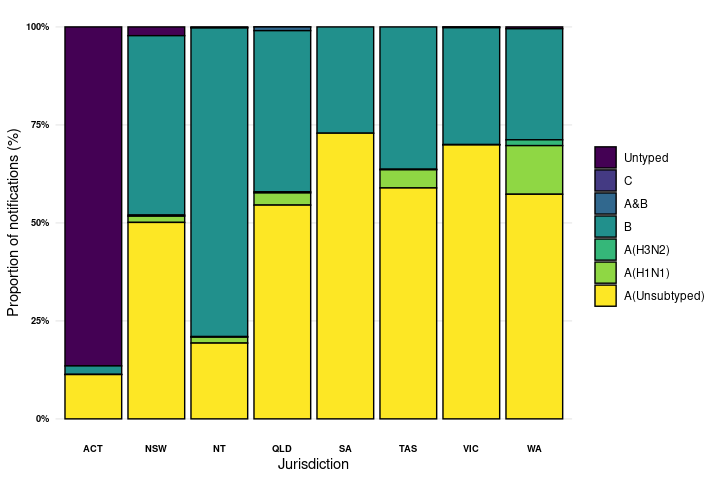 100%
75%
50%
25%
0%
Proportion of notifications (%)
ACT NSW NT QLD SA TAS VIC WA
Jurisdiction
Untyped
C
A&B
B
A(H3N2)
A(H1N1)
A(Unsubtyped)